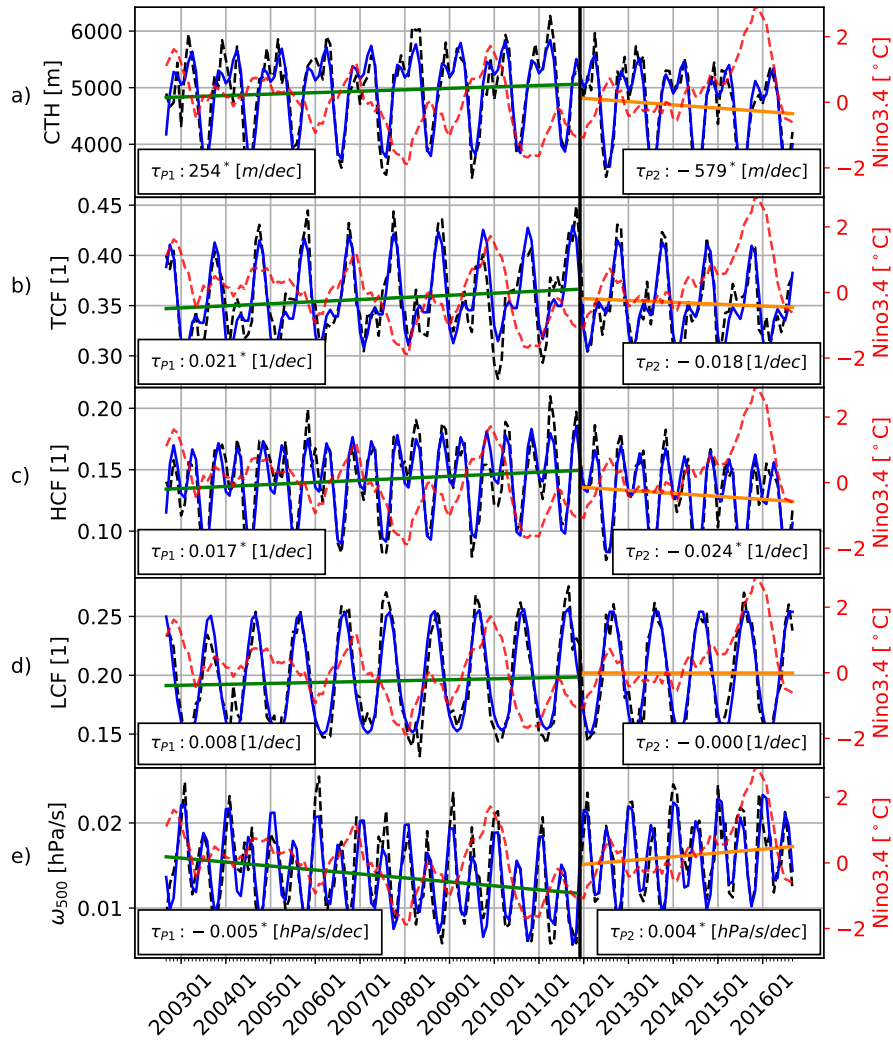 a)
CTH [m]
6000
5000
4000
τP1 : 254* [m/dec]
τP2 : −579* [m/dec]
2
0
−2
Nino3.4 [°C]
b)
TCF [1]
0.45
0.40
0.35
0.30
τP1 : 0.021* [1/dec]
τP2 : −0.018 [1/dec]
2
0
−2
Nino3.4 [°C]
c)
HCF [1]
0.20
0.15
0.10
τP1 : 0.017* [1/dec]
τP2 : −0.024* [1/dec]
2
0
−2
Nino3.4 [°C]
d)
LCF [1]
0.25
0.20
0.15
τP1 : 0.008 [1/dec]
τP2 : −0.000 [1/dec]
2
0
−2
Nino3.4 [°C]
e)
ω500 [hPa/s]
0.02
0.01
τP1 : −0.005* [hPa/s/dec]
τP2 : 0.004* [hPa/s/dec]
2
0
−2
Nino3.4 [°C]
200301
200401
200501
200601
200701
200801
200901
201001
201101
201201
201301
201401
201501
201601